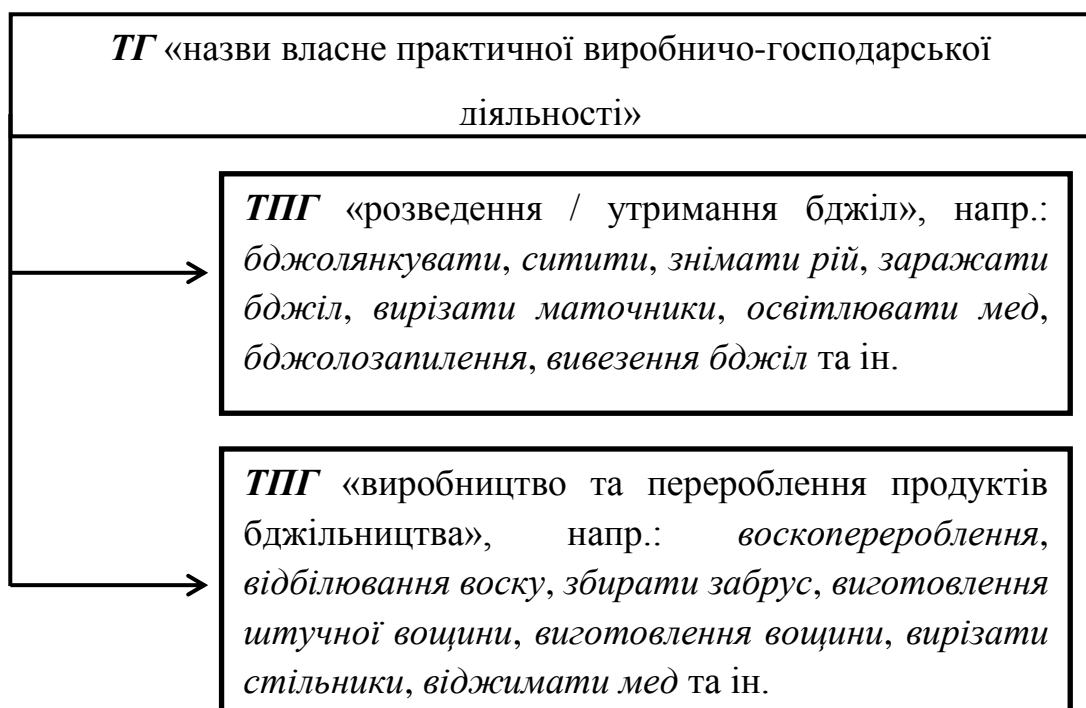 ТГ «назви власне практичної виробничо-господарської
діяльності»
ТПГ «розведення / утримання бджіл», напр.:
бджолянкувати, ситити, знімати рій, заражати
бджіл, вирізати маточники, освітлювати мед,
бджолозапилення, вивезення бджіл та ін.
ТПГ «виробництво та перероблення продуктів
бджільництва», напр.: воскоперероблення,
відбілювання воску, збирати забрус, виготовлення
штучної вощини, виготовлення вощини, вирізати
стільники, віджимати мед та ін.